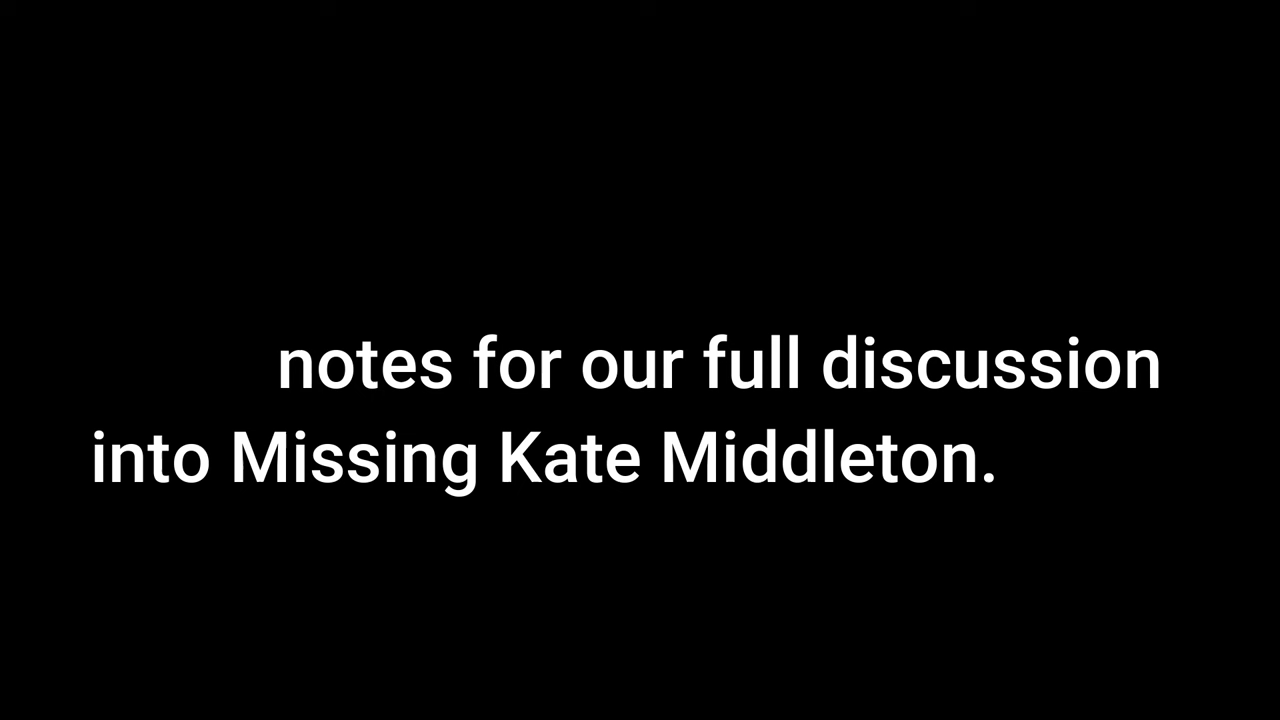 notes for our full discussion
into Missing Kate Middleton.